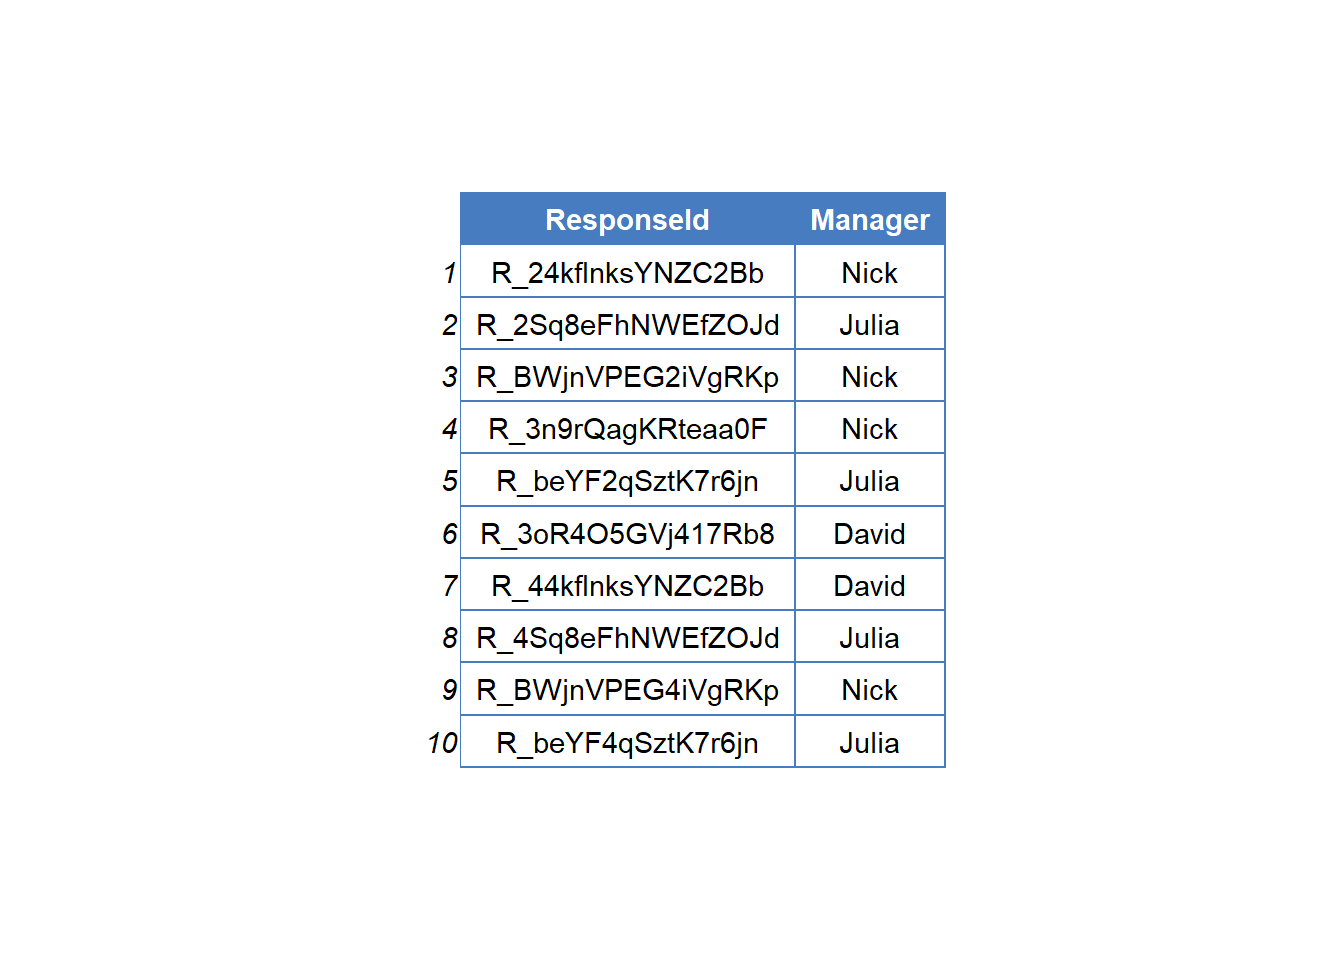 ResponseId Manager
1 R_24kflnksYNZC2Bb Nick
2 R_2Sq8eFhNWEfZOJd Julia
3 R_BWjnVPEG2iVgRKp Nick
4 R_3n9rQagKRteaa0F Nick
5 R_beYF2qSztK7r6jn Julia
6 R_3oR4O5GVj417Rb8 David
7 R_44kflnksYNZC2Bb David
8 R_4Sq8eFhNWEfZOJd Julia
9 R_BWjnVPEG4iVgRKp Nick
10 R_beYF4qSztK7r6jn Julia